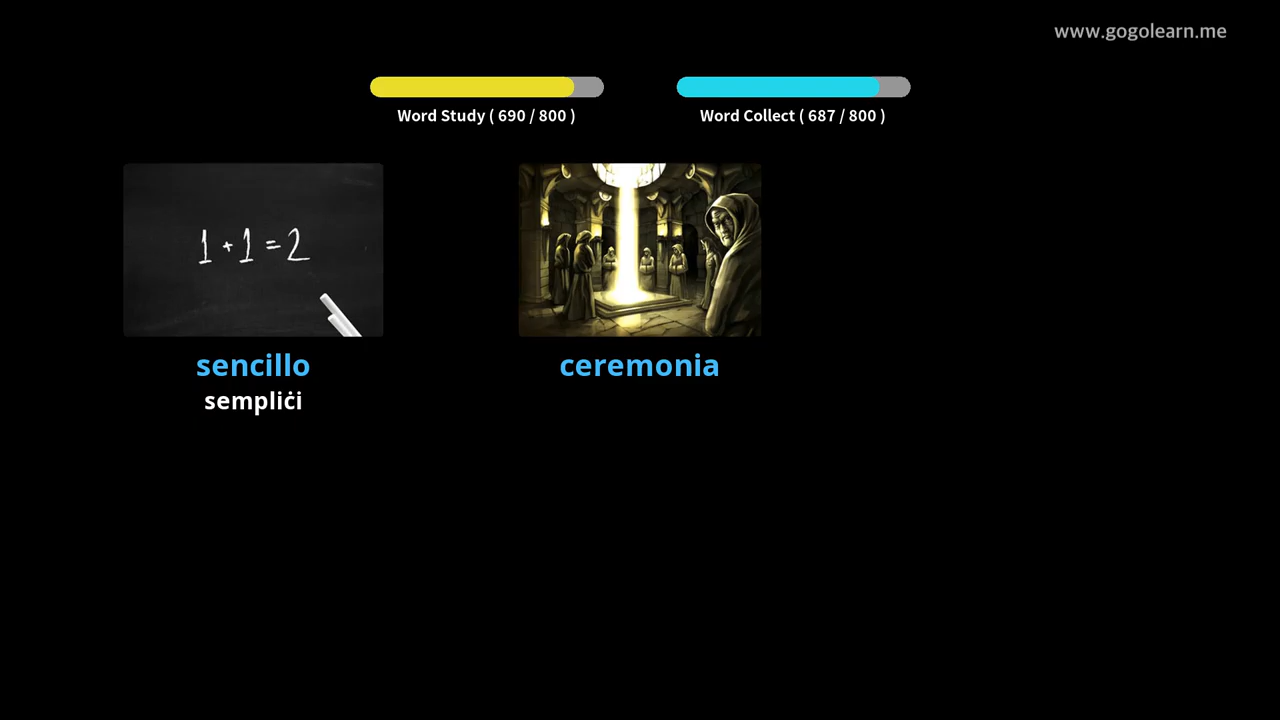 www.gogolearn.me
Word Study ( 690 / 800 )
Word Collect ( 687 / 800 )
1 + 1 = 2
sencillo
sempliċi
ceremonia